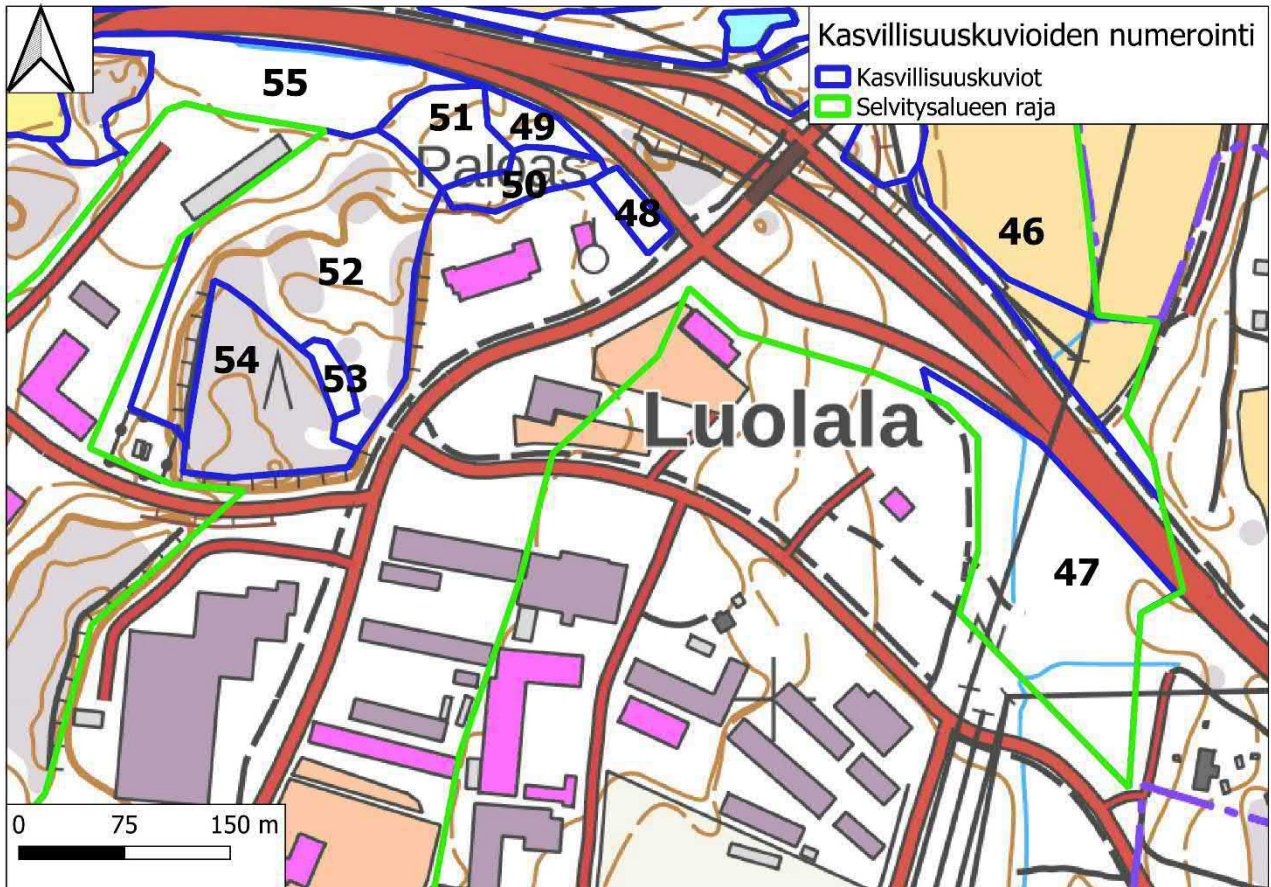 Kasvillisuuskuvioiden numerointi
Kasvillisuuskuviot
Selvitysalueen raja
55
51
49
Paleas
50
48
46
52
54
53
Luolala
47
0 75 150 m